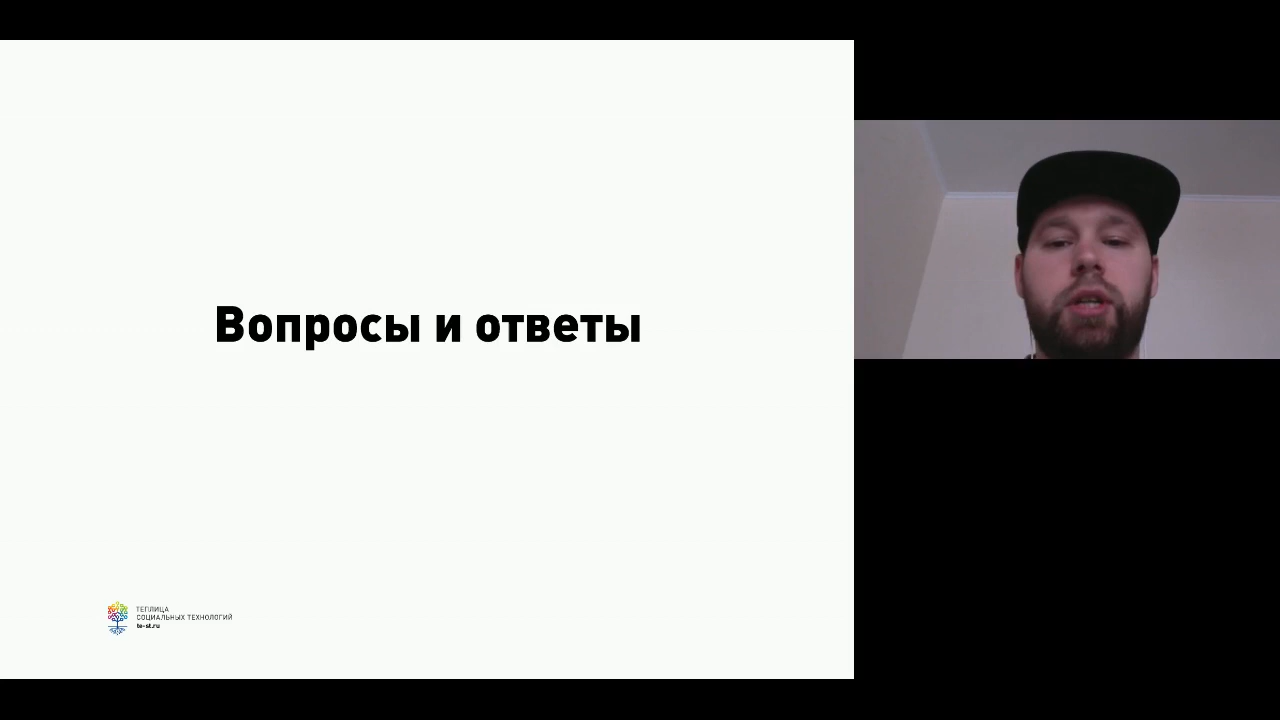 Вопросы и ответы
ТЕПЛИЦА
СОЦИАЛЬНЫХ ТЕХНОЛОГИЙ
te-st.ru